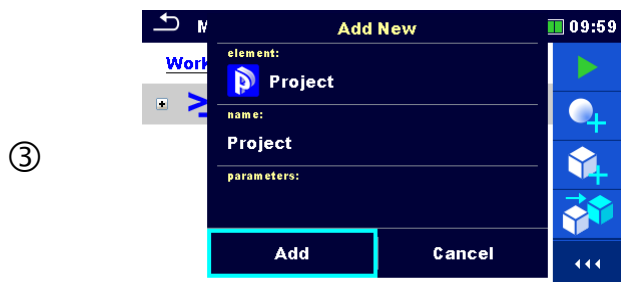 M
Add New
09:59
Work
element:
Project
name:
Project
③
parameters:
Add
Cancel